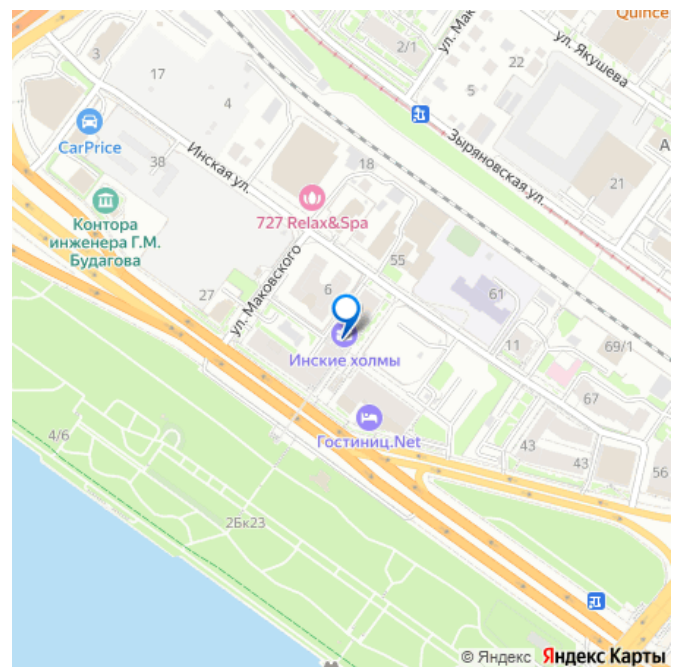 Quince
ул. Мак
2/1
ул. Якушева
3
22
17
5
4
CarPrice
Зыряновская ул.
А
Инская ул.
38
18
21
727 Relax&Spa
Контора
инженера Г.М.
Будагова
ул. Маковского
55
6
61
27
Инские холмы
11
69/1
67
Гостиниц.Net
4/6
43
43
56
2Бк23
© Яндекс Яндекс Карты